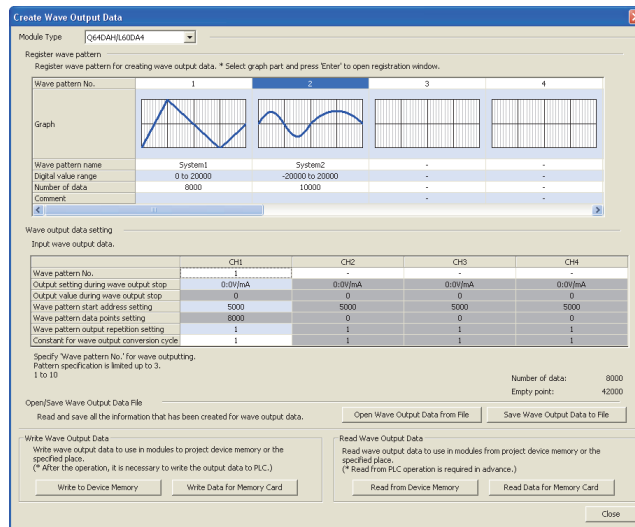 Create Wave Output Data
Module Type Q64DAH/L60DA4
Register wave pattern
Register wave pattern for creating wave output data. * Select graph part and press 'Enter' to open registration window.
Wave pattern No. 1 2 3 4
Graph
Wave pattern name System1 System2 - -
Digital value range 0 to 20000 -20000 to 20000 - -
Number of data 8000 10000 - -
Comment - -
Wave output data setting
Input wave output data.
CH1 CH2 CH3 CH4
Wave pattern No. 1 - - -
Output setting during wave output stop 0:0V/mA 0:0V/mA 0:0V/mA 0:0V/mA
Output value during wave output stop 0 0 0 0
Wave pattern start address setting 5000 5000 5000 5000
Wave pattern data points setting 8000 0 0 0
Wave pattern output repetition setting 1 1 1 1
Constant for wave output conversion cycle 1 1 1 1
Specify 'Wave pattern No.' for wave outputting.
Pattern specification is limited up to 3.
1 to 10
Number of data: 8000
Empty point: 42000
Open/Save Wave Output Data File
Read and save all the information that has been created for wave output data. Open Wave Output Data from File Save Wave Output Data to File
Write Wave Output Data
Write wave output data to use in modules to project device memory or the
specified place.
(* After the operation, it is necessary to write the output data to PLC.)
Write to Device Memory Write Data for Memory Card
Read Wave Output Data
Read wave output data to use in modules from project device memory or the
specified place.
(* Read from PLC operation is required in advance.)
Read from Device Memory Read Data for Memory Card
Close